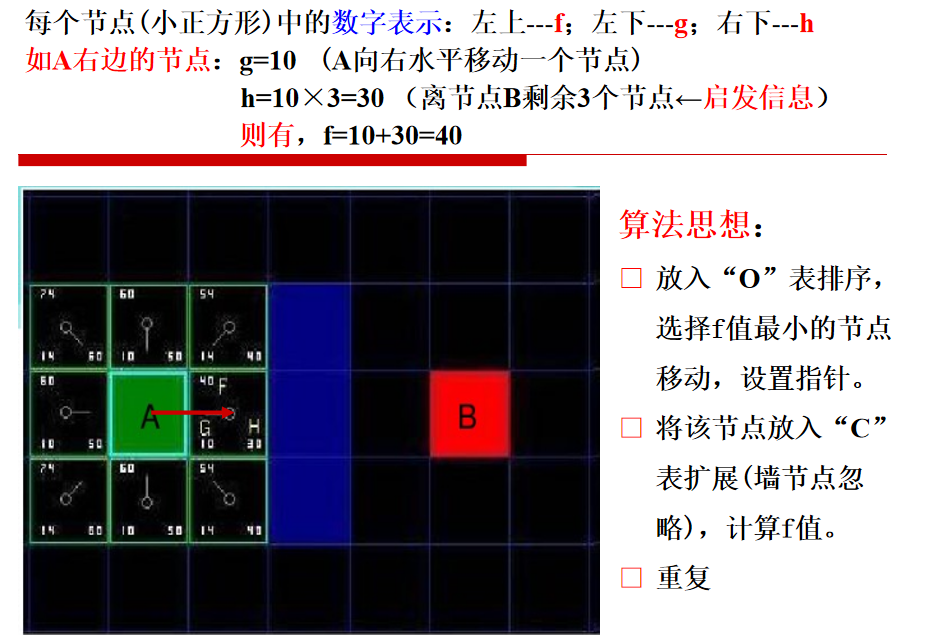 每个节点(小正方形)中的数字表示：左上---f；左下---g；右下---h
如A右边的节点：g=10 （A向右水平移动一个节点)
h=10×3=30 （离节点B剩余3个节点←启发信息）
则有，f=10+30=40
算法思想：
□ 放入“O”表排序，
选择f值最小的节点
移动，设置指针。
□ 将该节点放入“C”
表扩展(墙节点忽
略)，计算f值。
□ 重复
74 60 54
14 60 10 50 14 40
60 40 F
A G H B
10 50 10 30
74 60 54
14 60 10 50 14 40